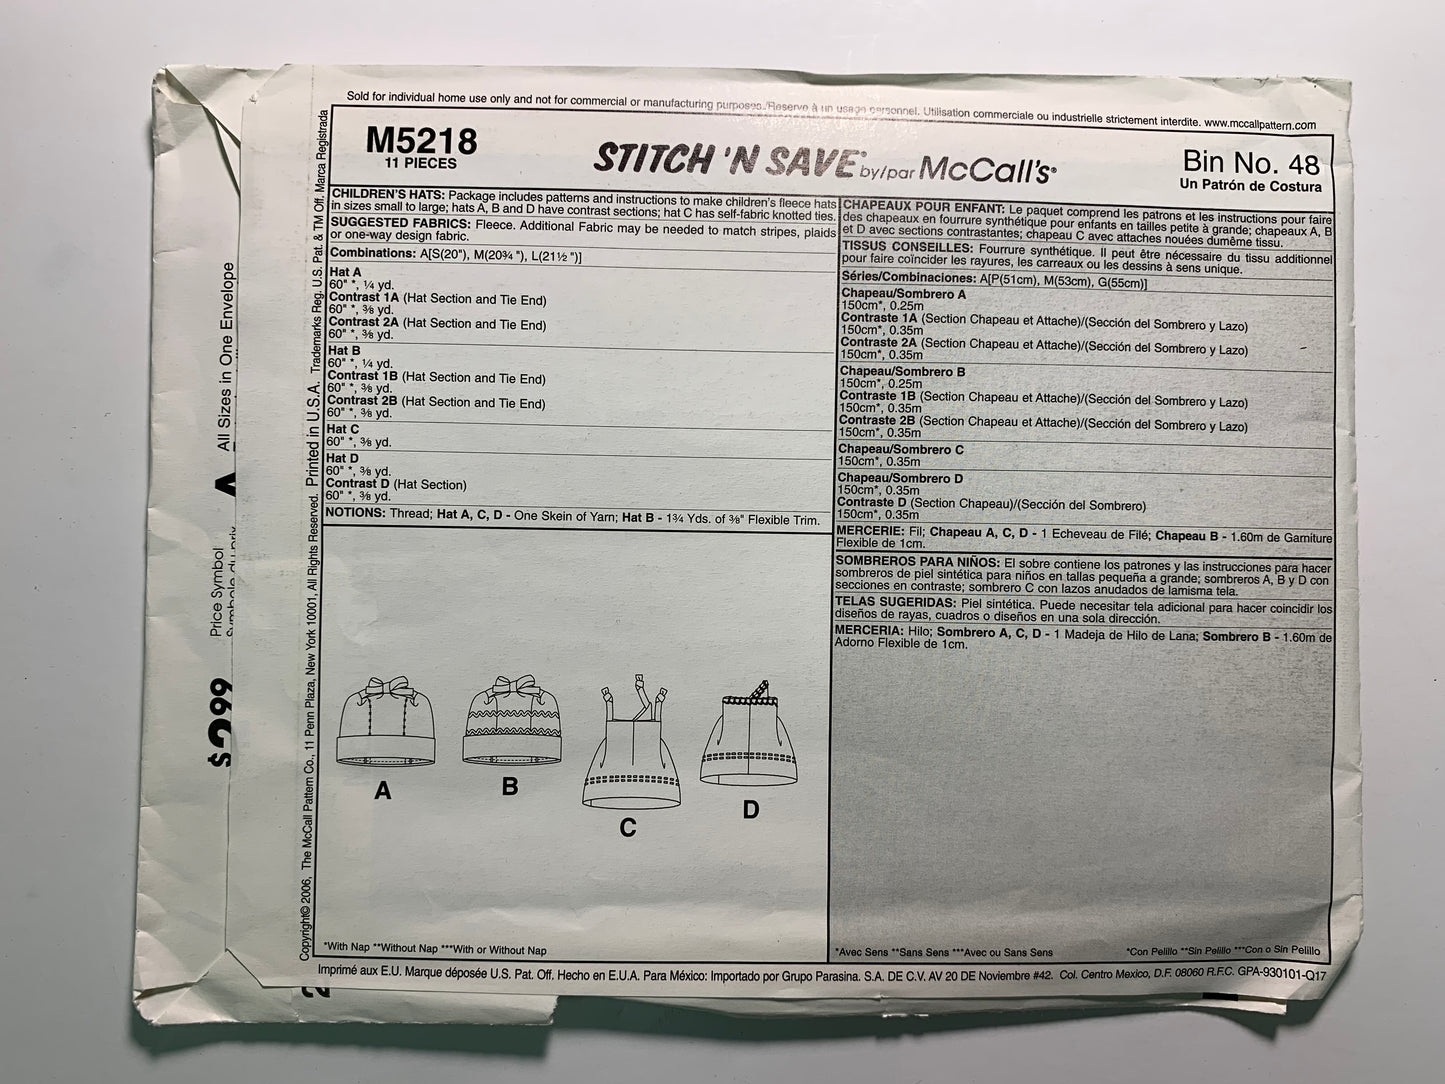 Sold for individual home use only and not for commercial or manufacturing purposes./Reserve à un usage personnel. Utilisation commerciale ou industrielle strictement interdite. www.mccallpattern.com
M5218
11 PIECES
STITCH 'N SAVE® by/par McCall's®
Bin No. 48
Un Patrón de Costura
CHILDREN'S HATS: Package includes patterns and instructions to make children's fleece hats
in sizes small to large; hats A, B and D have contrast sections; hat C has self-fabric knotted ties.
SUGGESTED FABRICS: Fleece. Additional Fabric may be needed to match stripes, plaids
or one-way design fabric.
Combinations: A[S(20"), M(20¾ "), L(21½ ")]
Hat A
60" *, ¼ yd.
Contrast 1A (Hat Section and Tie End)
60" *, ⅜ yd.
Contrast 2A (Hat Section and Tie End)
60" *, ⅜ yd.
Hat B
60" *, ¼ yd.
Contrast 1B (Hat Section and Tie End)
60" *, ⅜ yd.
Contrast 2B (Hat Section and Tie End)
60" *, ⅜ yd.
Hat C
60" *, ⅜ yd.
Hat D
60" *, ⅜ yd.
Contrast D (Hat Section)
60" *, ⅜ yd.
NOTIONS: Thread; Hat A, C, D - One Skein of Yarn; Hat B - 1¾ Yds. of ⅜" Flexible Trim.
A
B
C
D
*With Nap **Without Nap ***With or Without Nap
CHAPEAUX POUR ENFANT: Le paquet comprend les patrons et les instructions pour faire
des chapeaux en fourrure synthétique pour enfants en tailles petite à grande; chapeaux A, B
et D avec sections contrastantes; chapeau C avec attaches nouées dumême tissu.
TISSUS CONSEILLES: Fourrure synthétique. Il peut être nécessaire du tissu additionnel
pour faire coïncider les rayures, les carreaux ou les dessins à sens unique.
Séries/Combinaciones: A[P(51cm), M(53cm), G(55cm)]
Chapeau/Sombrero A
150cm*, 0.25m
Contraste 1A (Section Chapeau et Attache)/(Sección del Sombrero y Lazo)
150cm*, 0.35m
Contraste 2A (Section Chapeau et Attache)/(Sección del Sombrero y Lazo)
150cm*, 0.35m
Chapeau/Sombrero B
150cm*, 0.25m
Contraste 1B (Section Chapeau et Attache)/(Sección del Sombrero y Lazo)
150cm*, 0.35m
Contraste 2B (Section Chapeau et Attache)/(Sección del Sombrero y Lazo)
150cm*, 0.35m
Chapeau/Sombrero C
150cm*, 0.35m
Chapeau/Sombrero D
150cm*, 0.35m
Contraste D (Section Chapeau)/(Sección del Sombrero)
150cm*, 0.35m
MERCERIE: Fil; Chapeau A, C, D - 1 Echeveau de Filé; Chapeau B - 1.60m de Garniture
Flexible de 1cm.
SOMBREROS PARA NIÑOS: El sobre contiene los patrones y las instrucciones para hacer
sombreros de piel sintética para niños en tallas pequeña a grande; sombreros A, B y D con
secciones en contraste; sombrero C con lazos anudados de lamisma tela.
TELAS SUGERIDAS: Piel sintética. Puede necesitar tela adicional para hacer coincidir los
diseños de rayas, cuadros o diseños en una sola dirección.
MERCERIA: Hilo; Sombrero A, C, D - 1 Madeja de Hilo de Lana; Sombrero B - 1.60m de
Adorno Flexible de 1cm.
*Avec Sens **Sans Sens ***Avec ou Sans Sens
*Con Pelillo **Sin Pelillo ***Con o Sin Pelillo
Imprimé aux E.U. Marque déposée U.S. Pat. Off. Hecho en E.U.A. Para México: Importado por Grupo Parasina. S.A. DE C.V. AV 20 DE Noviembre #42. Col. Centro Mexico, D.F. 08060 R.F.C. GPA-930101-Q17
Copyright© 2006, The McCall Pattern Co., 11 Penn Plaza, New York 10001, All Rights Reserved. Printed in U.S.A. Trademarks Reg. U.S. Pat. & TM Off. Marca Registrada
All Sizes in One Envelope
A
Price Symbol
Symbole du prix
$2.99